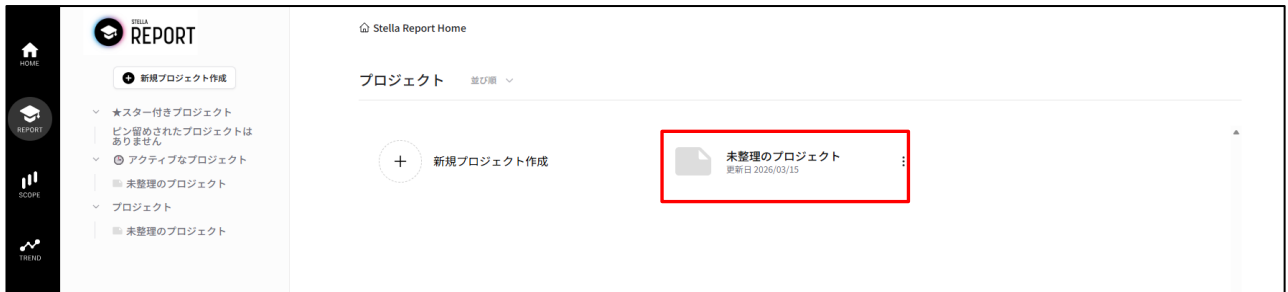 HOME
REPORT
SCOPE
TREND
STELLA
REPORT
新規プロジェクト作成
★スター付きプロジェクト
ピン留めされたプロジェクトは
ありません
アクティブなプロジェクト
未整理のプロジェクト
プロジェクト
未整理のプロジェクト
Stella Report Home
プロジェクト 並び順
新規プロジェクト作成
未整理のプロジェクト
更新日 2026/03/15